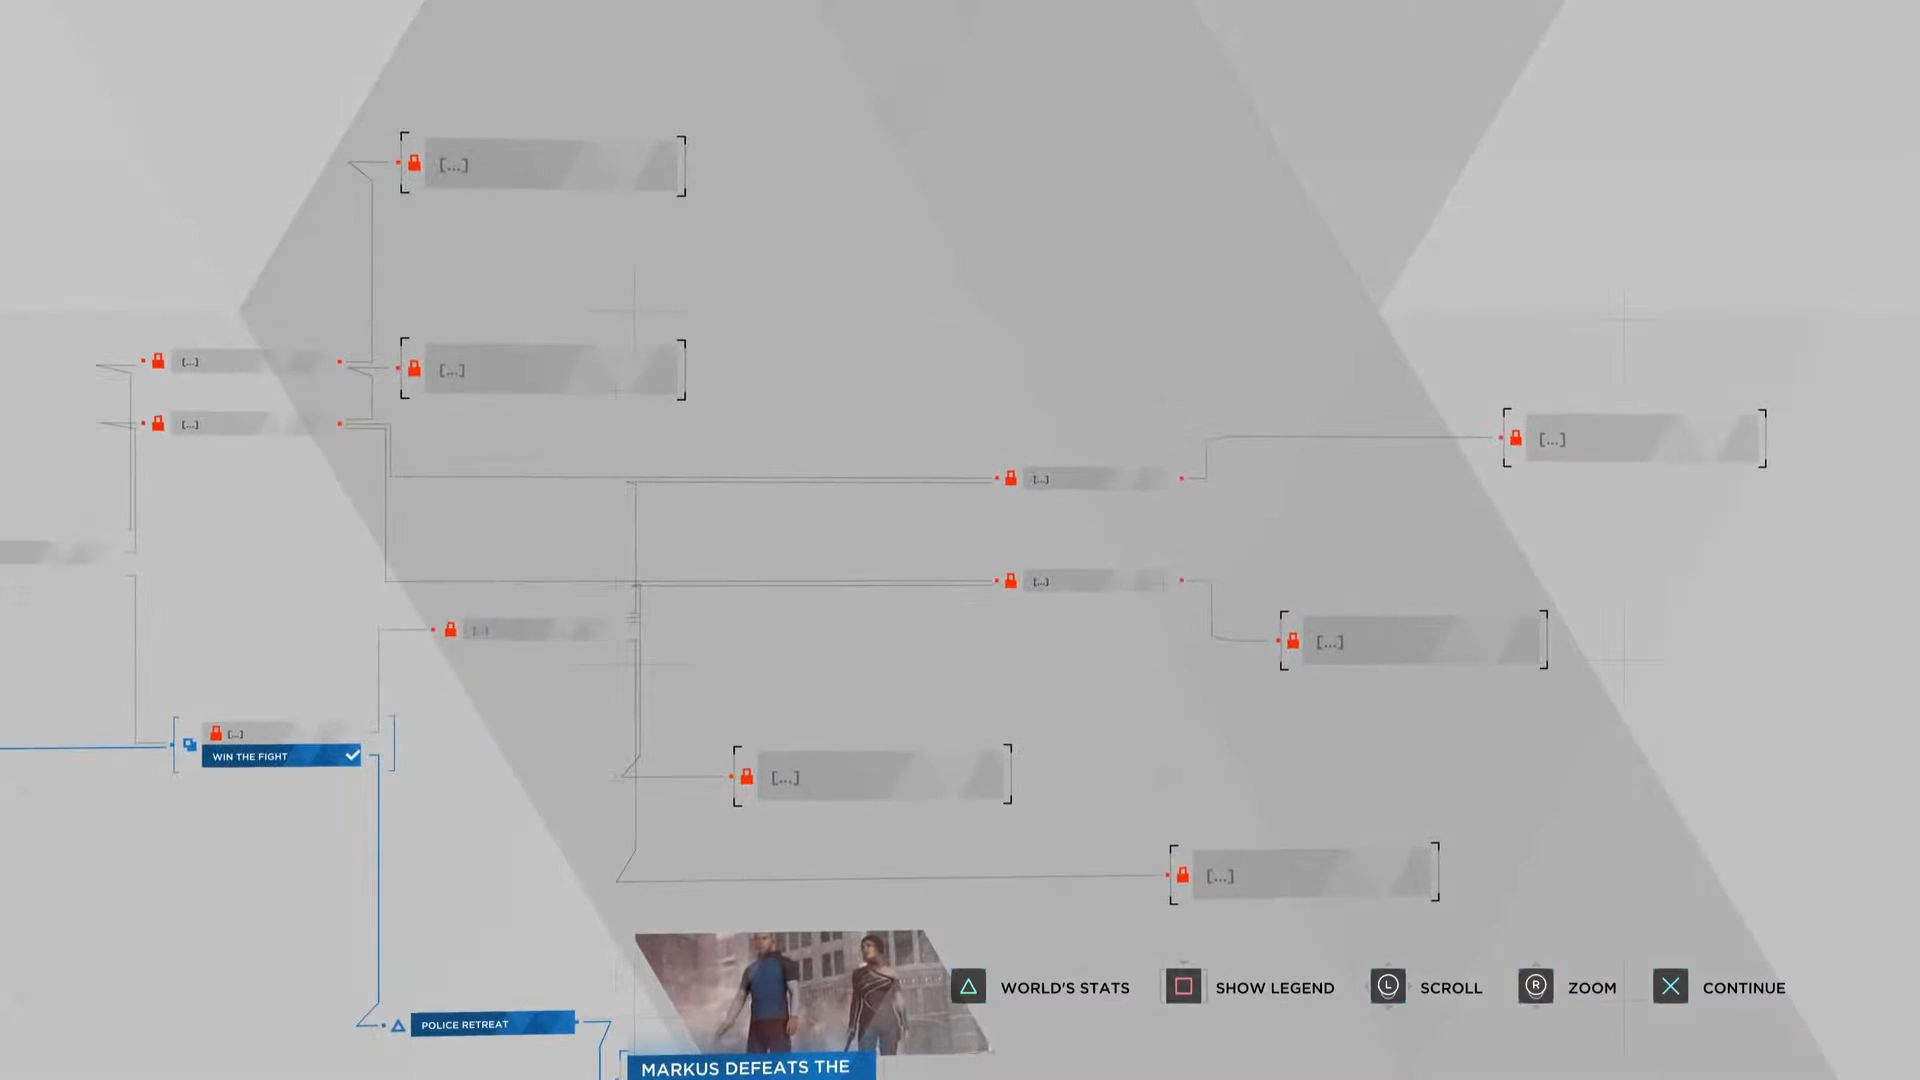 [...]
[...]
[...]
[...]
[...]
[...]
[...]
[...]
[...]
[...]
WIN THE FIGHT
[...]
[...]
POLICE RETREAT
MARKUS DEFEATS THE
WORLD'S STATS
SHOW LEGEND
L
SCROLL
R
ZOOM
CONTINUE